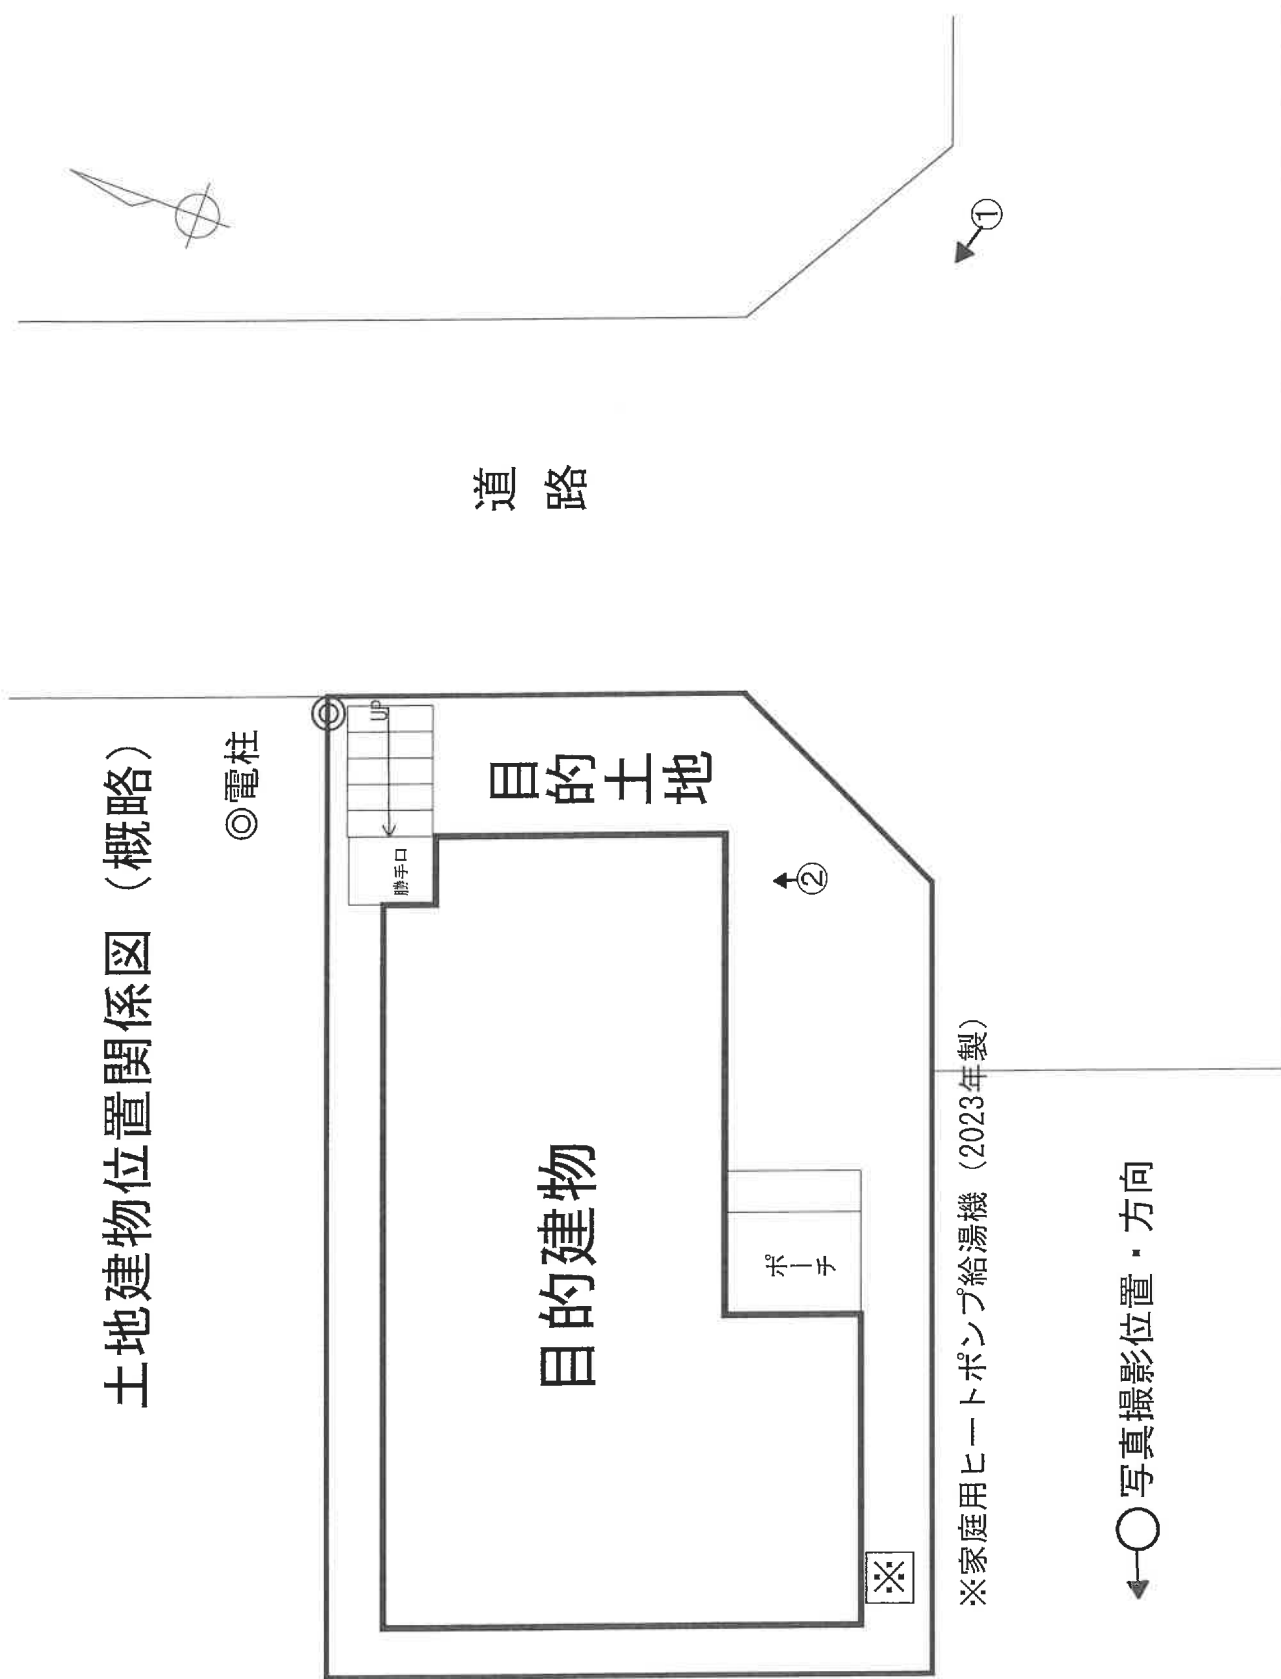 土地建物位置関係図（概略）
◎電柱
UP
勝手口
道路
目的土地
②
①
目的建物
ポーチ
※
※家庭用ヒートポンプ給湯機（2023年製）
写真撮影位置・方向